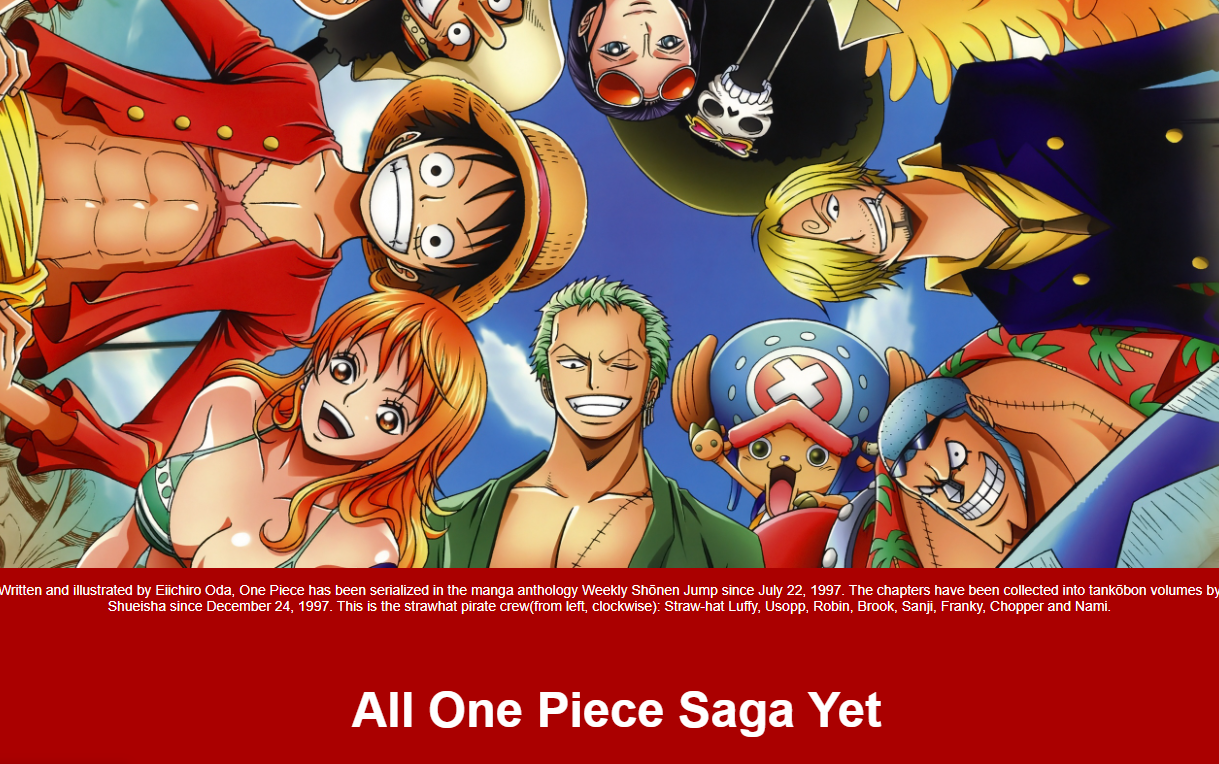 Written and illustrated by Eiichiro Oda, One Piece has been serialized in the manga anthology Weekly Shōnen Jump since July 22, 1997. The chapters have been collected into tankōbon volumes by
Shueisha since December 24, 1997. This is the strawhat pirate crew(from left, clockwise): Straw-hat Luffy, Usopp, Robin, Brook, Sanji, Franky, Chopper and Nami.
All One Piece Saga Yet